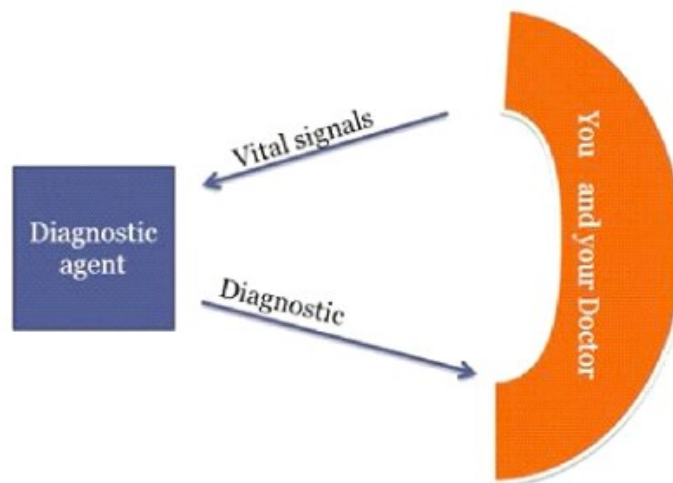 Vital signals
Diagnostic
agent
Diagnostic
You and your Doctor